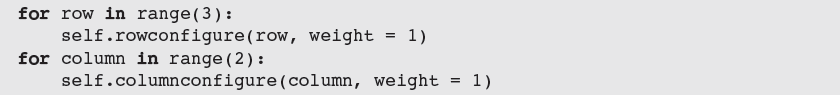 for row in range(3):
    self.rowconfigure(row, weight = 1)
for column in range(2):
    self.columnconfigure(column, weight = 1)